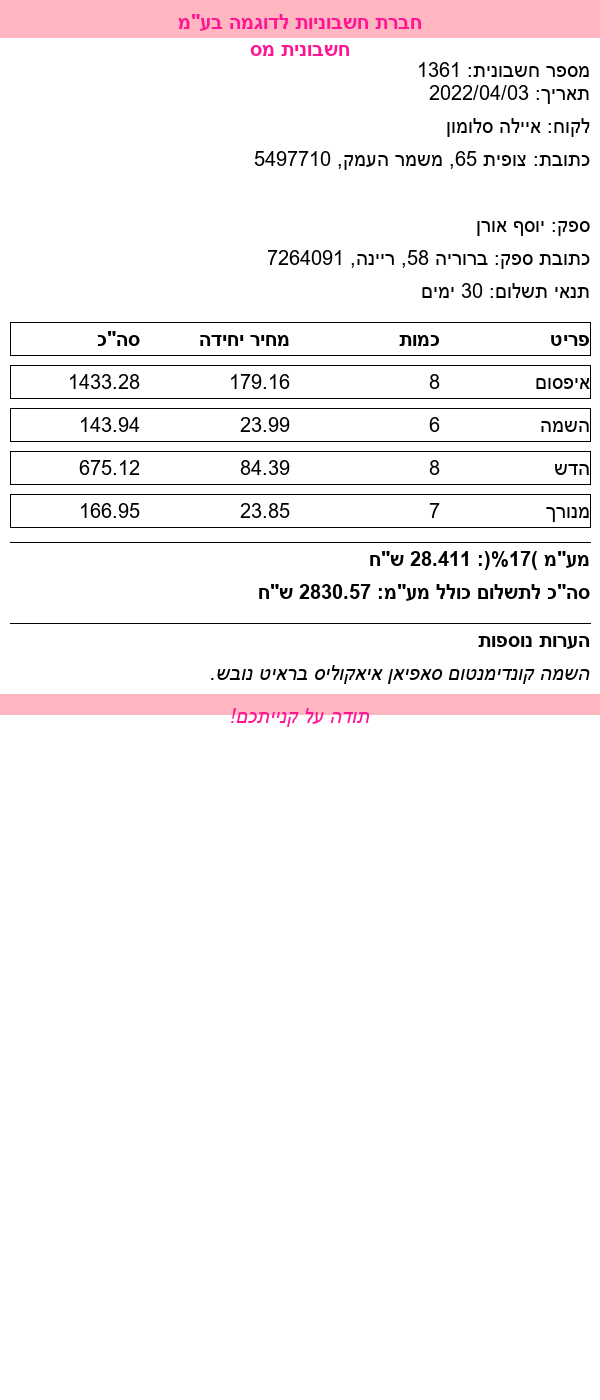 חברת חשבוניות לדוגמה בע"מ
חשבונית מס
מספר חשבונית: 1361
תאריך: 2022/04/03
לקוח: איילה סלומון
כתובת: צופית 65, משמר העמק, 5497710
ספק: יוסף אורן
כתובת ספק: ברוריה 58, ריינה, 7264091
תנאי תשלום: 30 ימים
פריט כמות מחיר יחידה סה"כ
איפסום 8 179.16 1433.28
השמה 6 23.99 143.94
הדש 8 84.39 675.12
מנורך 7 23.85 166.95
מע"מ )17%(: 28.411 ש"ח
סה"כ לתשלום כולל מע"מ: 2830.57 ש"ח
הערות נוספות
השמה קונדימנטום סאפיאן איאקוליס בראיט נובש.
תודה על קנייתכם!